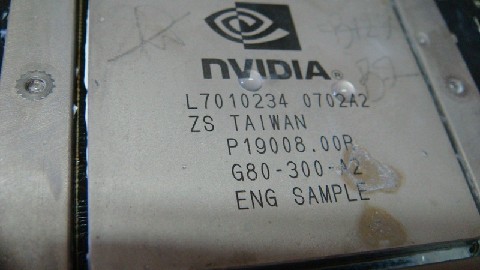 NVIDIA®
L7010234 0702A2
ZS TAIWAN
P19008.00P
G80-300-A2
ENG SAMPLE